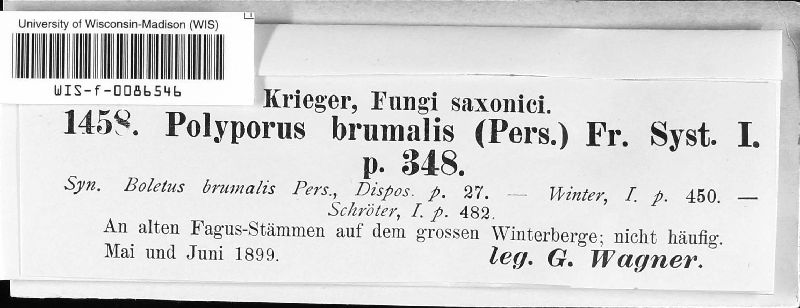 University of Wisconsin-Madison (WIS)
WIS-f-0086546
Krieger, Fungi saxonici.
1458. Polyporus brumalis (Pers.) Fr. Syst. I.
p. 348.
Syn. Boletus brumalis Pers., Dispos. p. 27. — Winter, I. p. 450. —
Schröter, I. p. 482.
An alten Fagus-Stämmen auf dem grossen Winterberge; nicht häufig.
Mai und Juni 1899. leg. G. Wagner.